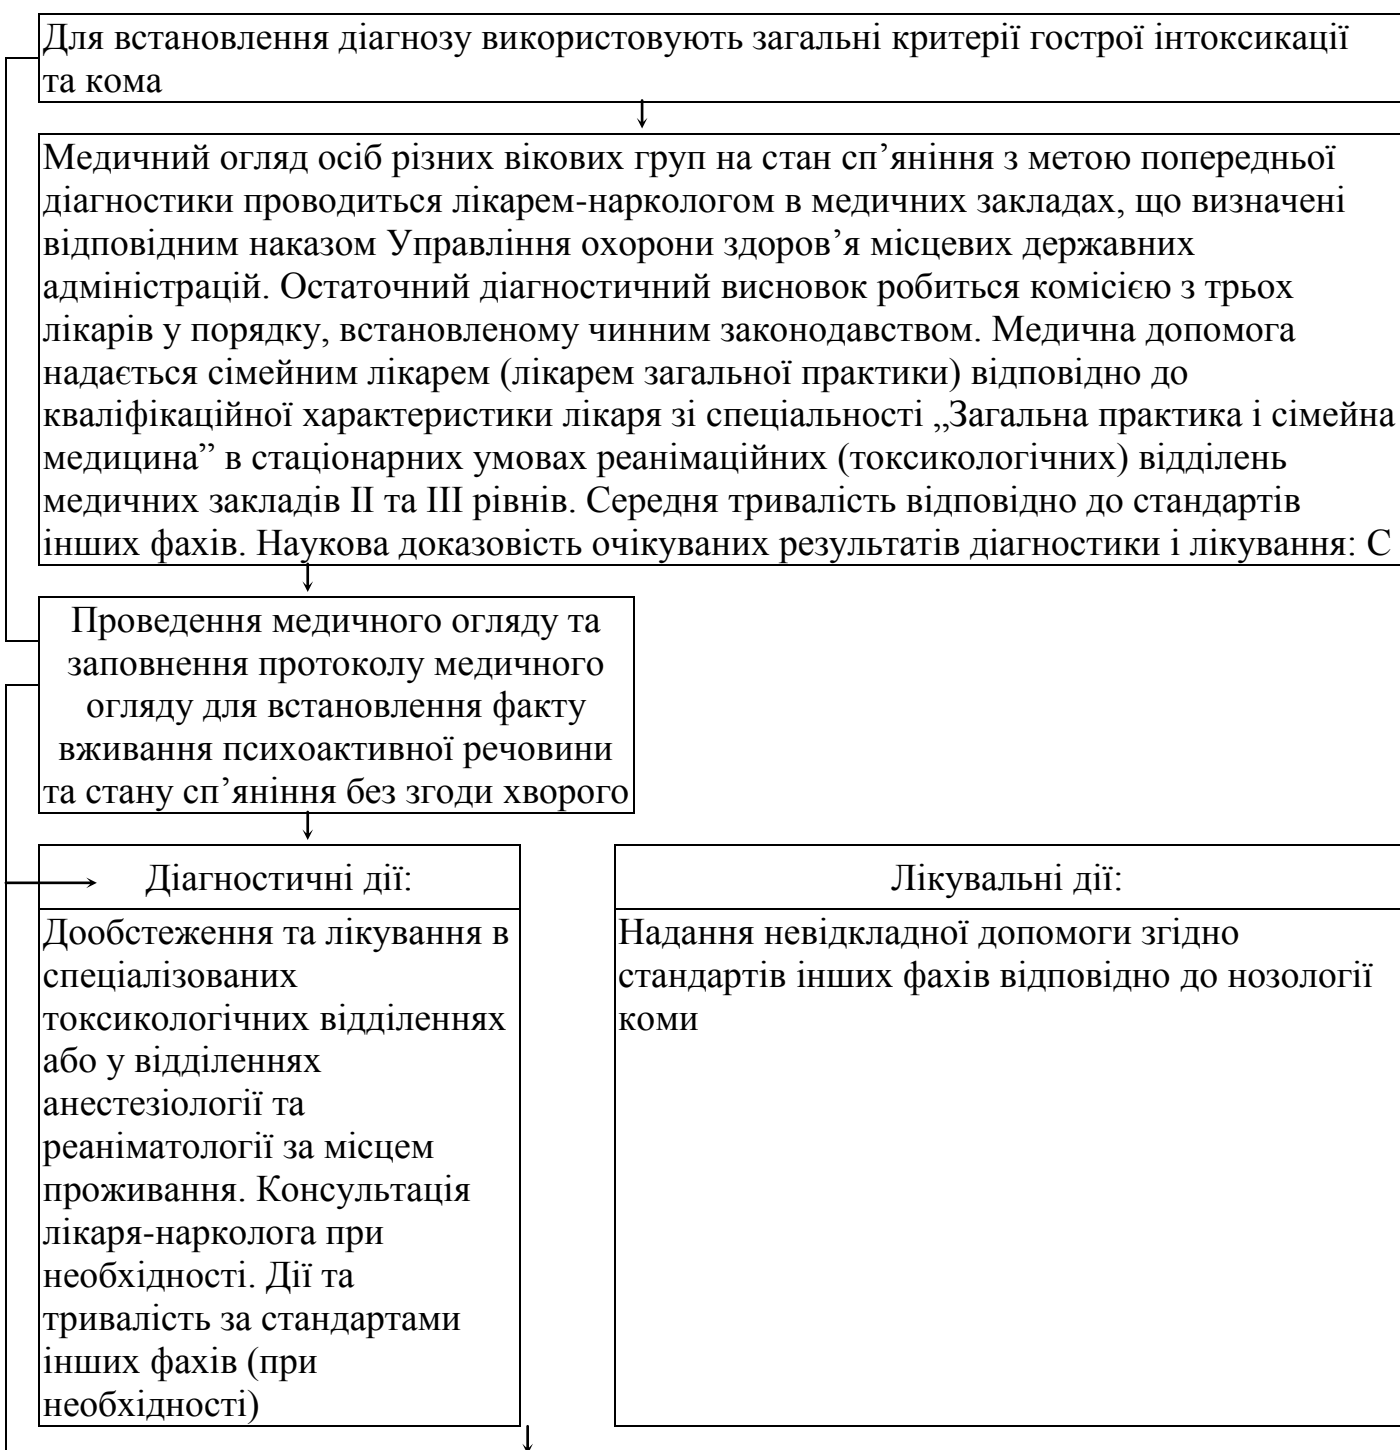 Для встановлення діагнозу використовують загальні критерії гострої інтоксикації
та кома
Медичний огляд осіб різних вікових груп на стан сп’яніння з метою попередньої
діагностики проводиться лікарем-наркологом в медичних закладах, що визначені
відповідним наказом Управління охорони здоров’я місцевих державних
адміністрацій. Остаточний діагностичний висновок робиться комісією з трьох
лікарів у порядку, встановленому чинним законодавством. Медична допомога
надається сімейним лікарем (лікарем загальної практики) відповідно до
кваліфікаційної характеристики лікаря зі спеціальності „Загальна практика і сімейна
медицина” в стаціонарних умовах реанімаційних (токсикологічних) відділень
медичних закладів ІІ та ІІІ рівнів. Середня тривалість відповідно до стандартів
інших фахів. Наукова доказовість очікуваних результатів діагностики і лікування: С
Проведення медичного огляду та
заповнення протоколу медичного
огляду для встановлення факту
вживання психоактивної речовини
та стану сп’яніння без згоди хворого
Діагностичні дії:
Дообстеження та лікування в
спеціалізованих
токсикологічних відділеннях
або у відділеннях
анестезіології та
реаніматології за місцем
проживання. Консультація
лікаря-нарколога при
необхідності. Дії та
тривалість за стандартами
інших фахів (при
необхідності)
Лікувальні дії:
Надання невідкладної допомоги згідно
стандартів інших фахів відповідно до нозології
коми